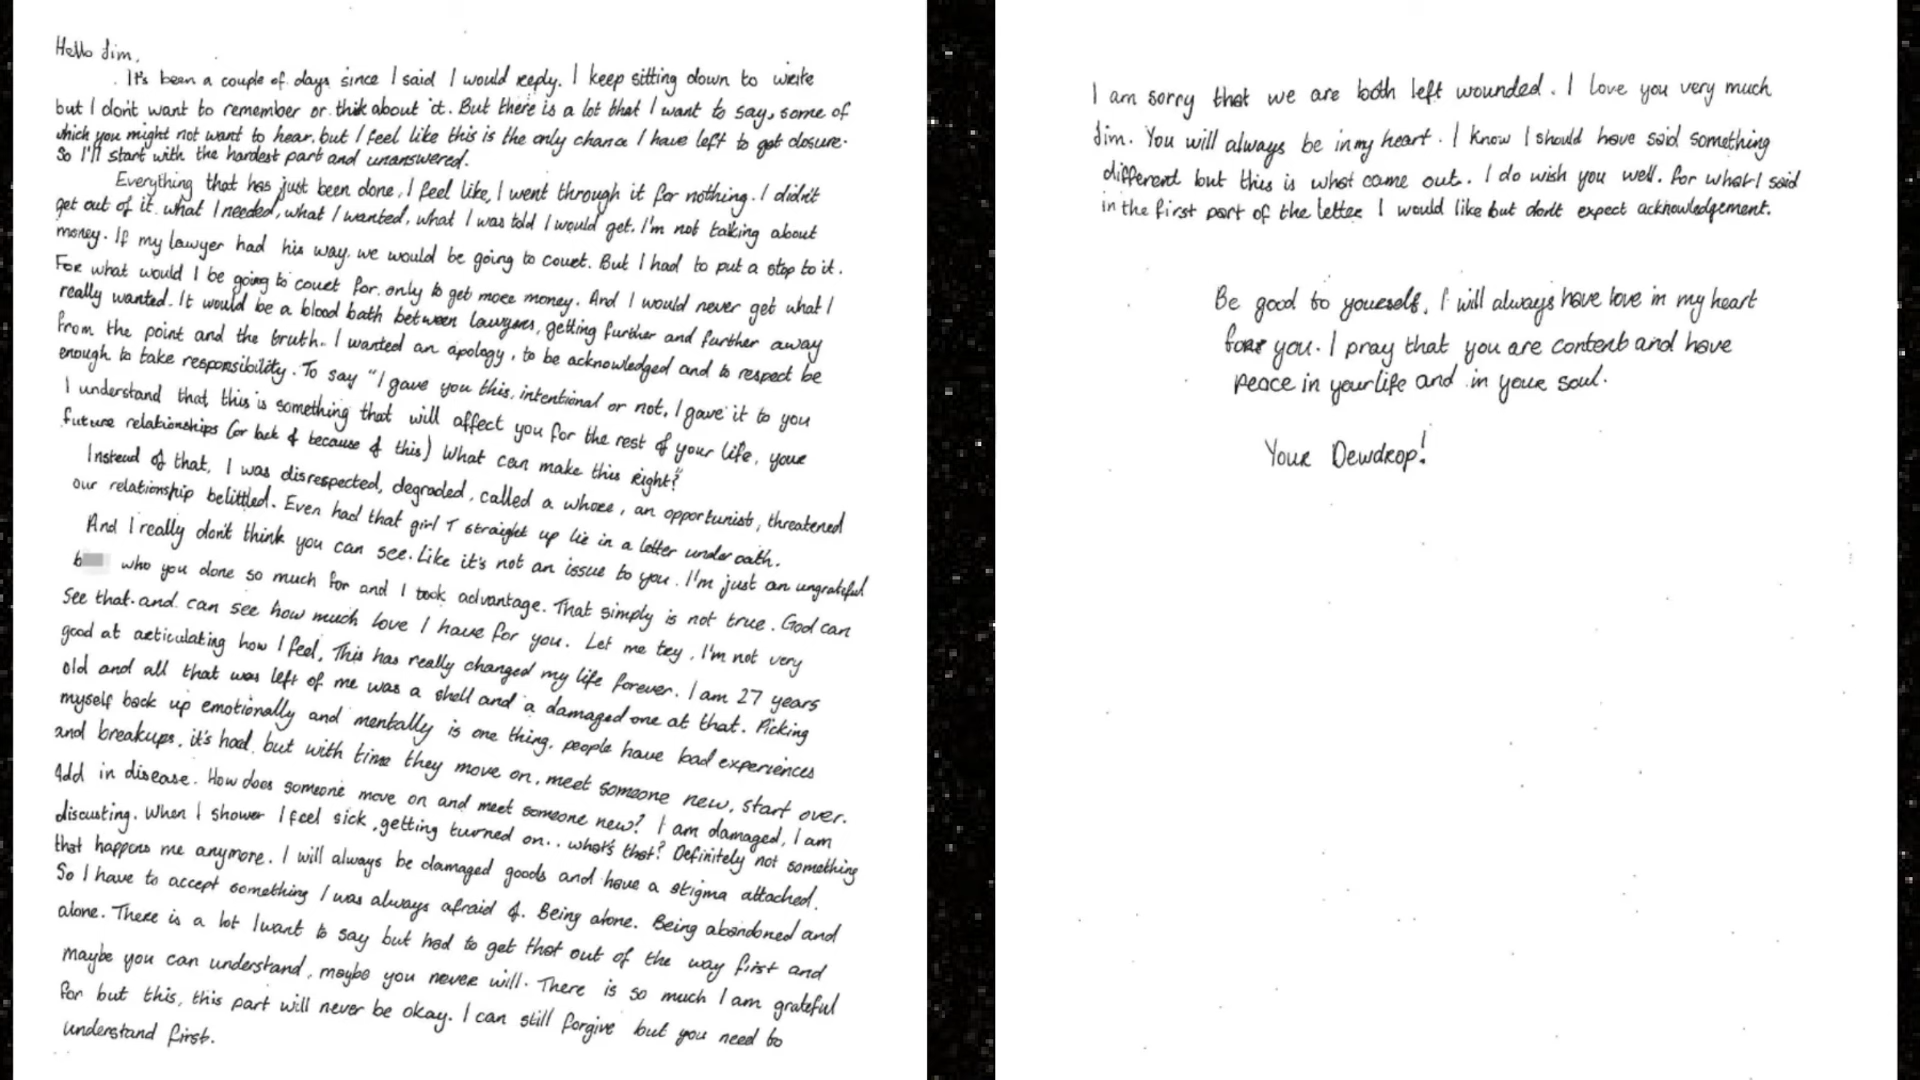 Hello Jim,
It's been a couple of days since I said I would reply. I keep sitting down to write
but I don't want to remember or thik about it. But there is a lot that I want to say, some of
which you might not want to hear, but I feel like this is the only chance I have left to get closure.
So I'll start with the hardest part and unanswered.
Everything that has just been done, I feel like, I went through it for nothing. I didn't
get out of it what I needed, what I wanted, what I was told I would get. I'm not talking about
money. If my lawyer had his way, we would be going to court. But I had to put a stop to it.
For what would I be going to court for, only to get more money. And I would never get what I
really wanted. It would be a blood bath between lawyers, getting further and further away
from the point and the truth. I wanted an apology, to be acknowledged and to respect be
enough to take responsibility. To say "I gave you this, intentional or not, I gave it to you
I understand that this is something that will affect you for the rest of your life, your
future relationships (or lack of because of this) What can make this right?"
Instead of that, I was disrespected, degraded, called a whore, an opportunist, threatened
our relationship belittled. Even had that girl T straight up lie in a letter under oath.
And I really don't think you can see. Like it's not an issue to you. I'm just an ungrateful
b who you done so much for and I took advantage. That simply is not true. God can
see that and can see how much love I have for you. Let me try, I'm not very
good at articulating how I feel, This has really changed my life forever. I am 27 years
old and all that was left of me was a shell and a damaged one at that. Picking
myself back up emotionally and mentally is one thing, people have bad experiences
and breakups, it's had, but with time they move on, meet someone new, start over.
Add in disease. How does someone move on and meet someone new? I am damaged, I am
discusting. When I shower I feel sick, getting turned on.. what's that? Definitely not something
that happens me anymore. I will always be damaged goods and have a stigma attached.
So I have to accept something I was always afraid of. Being alone. Being abandoned and
alone. There is a lot I want to say but had to get that out of the way first and
maybe you can understand, maybe you never will. There is so much I am grateful
for but this, this part will never be okay. I can still forgive but you need to
understand first.
I am sorry that we are both left wounded. I love you very much
Jim. You will always be in my heart. I know I should have said something
different but this is what came out. I do wish you well. For what I said
in the first part of the letter I would like but don't expect acknowledgement.
Be good to yourself, I will always have love in my heart
for you. I pray that you are content and have
peace in your life and in your soul.
Your Dewdrop!